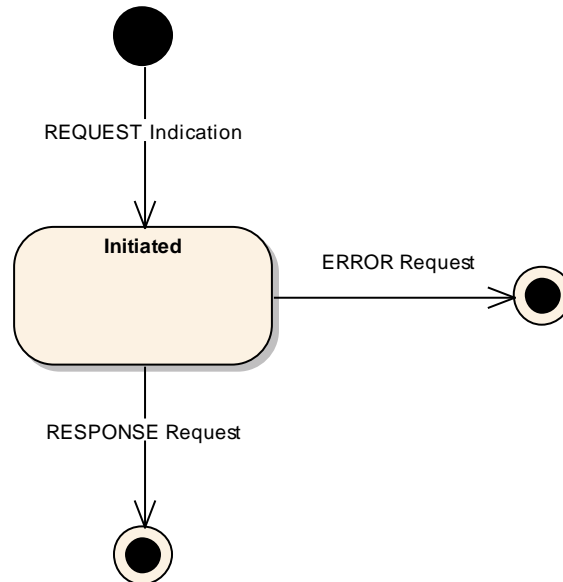 REQUEST Indication
Initiated
ERROR Request
RESPONSE Request